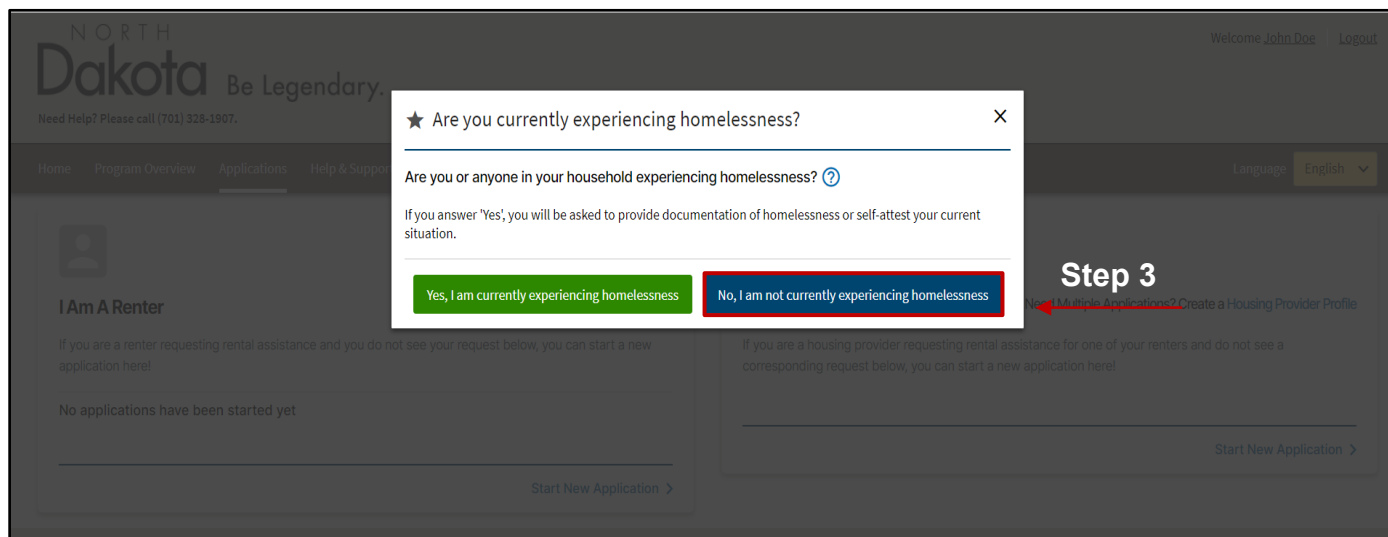 NORTH
Dakota Be Legendary.
Welcome John Doe Logout
Need Help? Please call (701) 328-1907.
Home Program Overview Applications Help & Suppor Language English
★ Are you currently experiencing homelessness? X
Are you or anyone in your household experiencing homelessness? ?
If you answer 'Yes', you will be asked to provide documentation of homelessness or self-attest your current
situation.
Yes, I am currently experiencing homelessness
No, I am not currently experiencing homelessness
Step 3
I Am A Renter
Need Multiple Applications? Create a Housing Provider Profile
If you are a renter requesting rental assistance and you do not see your request below, you can start a new
application here!
No applications have been started yet
Start New Application >
If you are a housing provider requesting rental assistance for one of your renters and do not see a
corresponding request below, you can start a new application here!
Start New Application >